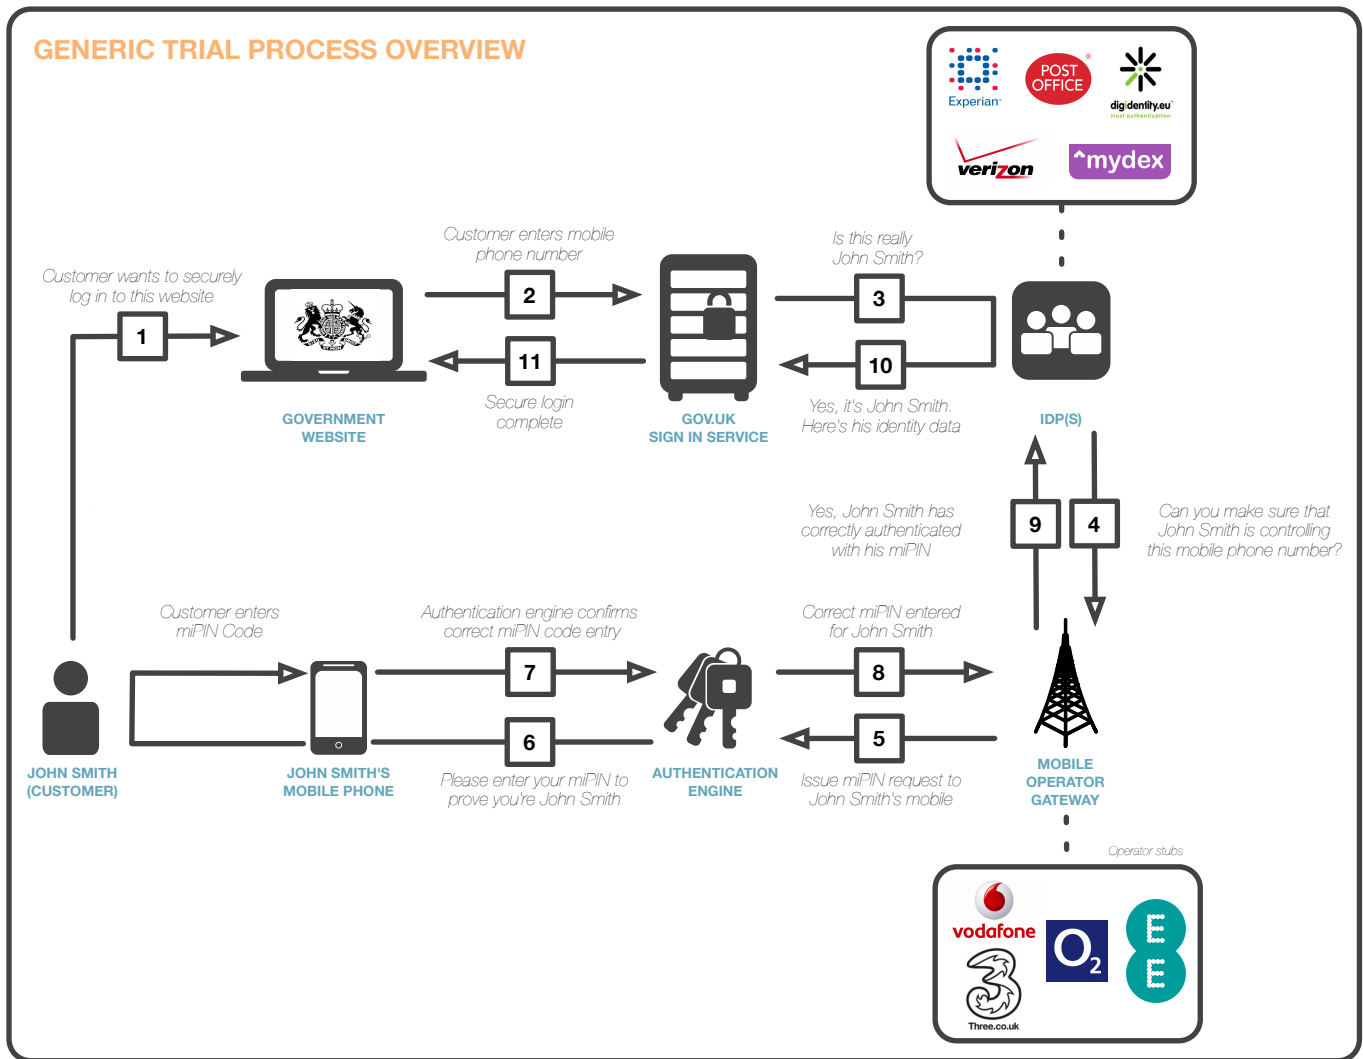 GENERIC TRIAL PROCESS OVERVIEW
Experian
POST
OFFICE
®
digidentity.eu
trust authentication
verizon
mydex
Customer wants to securely
log in to this website
1
Customer enters mobile
phone number
2
11
Secure login
complete
Is this really
John Smith?
3
10
Yes, it's John Smith.
Here's his identity data
GOVERNMENT
WEBSITE
GOV.UK
SIGN IN SERVICE
IDP(S)
Yes, John Smith has
correctly authenticated
with his miPIN
9
4
Can you make sure that
John Smith is controlling
this mobile phone number?
Customer enters
miPIN Code
Authentication engine confirms
correct miPIN code entry
7
6
Please enter your miPIN to
prove you're John Smith
Correct miPIN entered
for John Smith
8
5
Issue miPIN request to
John Smith's mobile
JOHN SMITH
(CUSTOMER)
JOHN SMITH'S
MOBILE PHONE
AUTHENTICATION
ENGINE
MOBILE
OPERATOR
GATEWAY
Operator stubs
vodafone
O2
EE
3
Three.co.uk